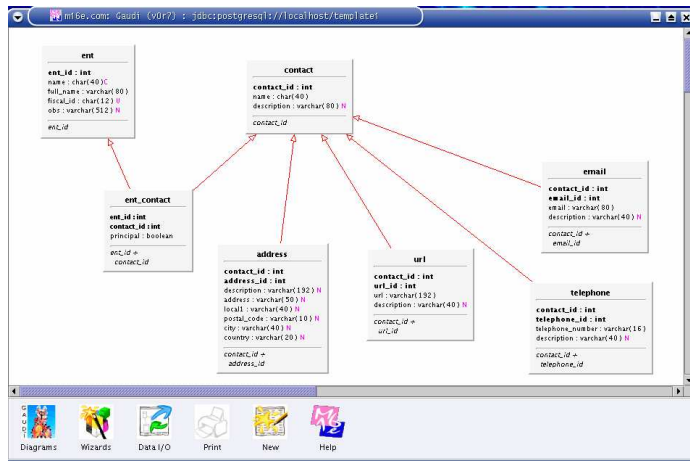 m16e.com: Gaudi (v0r7) : jdbc:postgresql://localhost/template1
ent
ent_id : int
name : char(40)C
full_name : varchar(80)
fiscal_id : char(12) U
obs : varchar(512) N
ent_id
contact
contact_id : int
name : char(40)
description : varchar(80) N
contact_id
email
contact_id : int
email_id : int
email : varchar(80)
description : varchar(40) N
contact_id +
email_id
ent_contact
ent_id : int
contact_id : int
principal : boolean
ent_id +
contact_id
address
contact_id : int
address_id : int
description : varchar(192) N
address : varchar(50) N
local1 : varchar(40) N
postal_code : varchar(10) N
city : varchar(40) N
country : varchar(20) N
contact_id +
address_id
url
contact_id : int
url_id : int
url : varchar(192)
description : varchar(40) N
contact_id +
url_id
telephone
contact_id : int
telephone_id : int
telephone_number : varchar(16)
description : varchar(40) N
contact_id +
telephone_id
GAUDI
Diagrams
Wizards
Data I/O
Print
New
Help